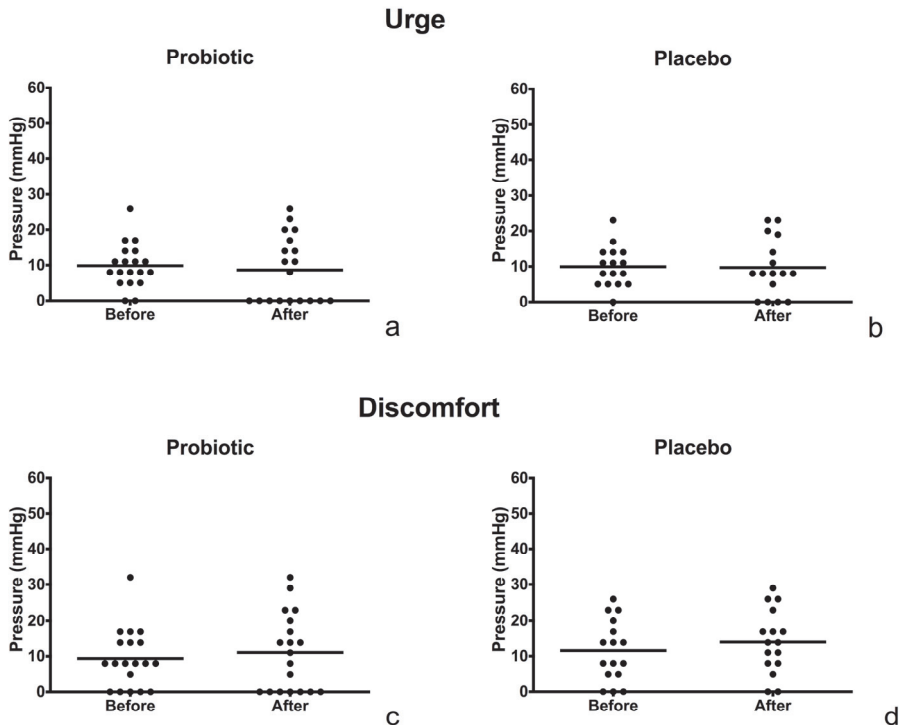 Urge
Probiotic
Placebo
Pressure (mmHg)
60
50
40
30
20
10
0
Before
After
a
Pressure (mmHg)
60
50
40
30
20
10
0
Before
After
b
Discomfort
Probiotic
Placebo
Pressure (mmHg)
60
50
40
30
20
10
0
Before
After
c
Pressure (mmHg)
60
50
40
30
20
10
0
Before
After
d